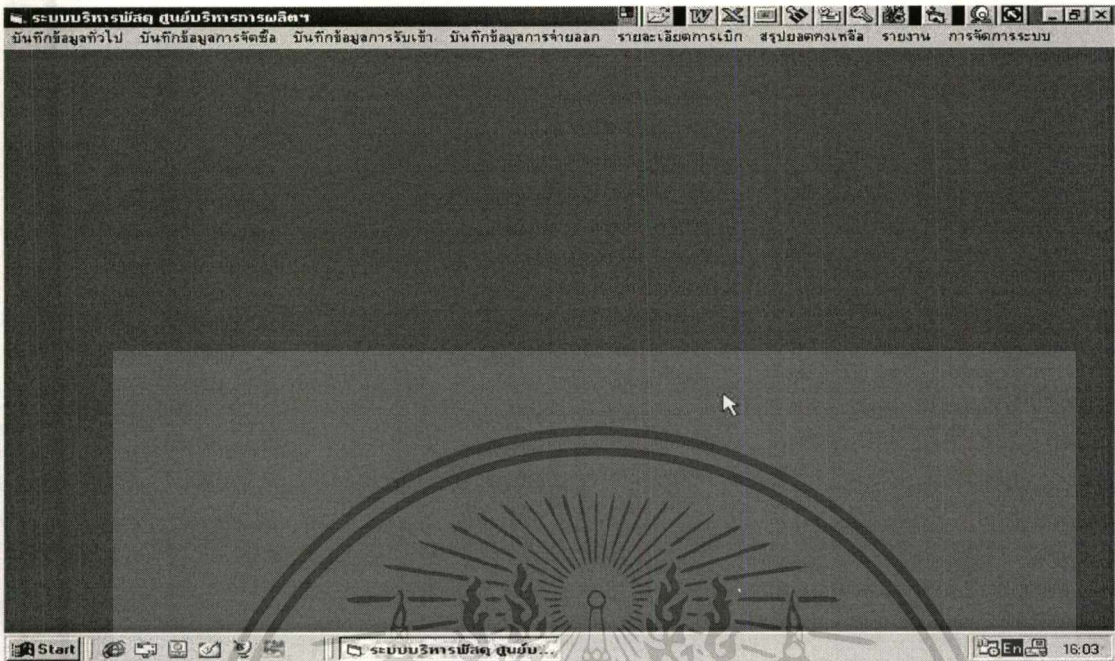 ระบบบริหารพัสดุ ศูนย์บริหารการผลิตฯ
บันทึกข้อมูลทั่วไป บันทึกข้อมูลการจัดซื้อ บันทึกข้อมูลการรับเข้า บันทึกข้อมูลการจ่ายออก รายละเอียดการเบิก สรุปยอดคงเหลือ รายงาน การจัดการระบบ
Start ระบบบริหารพัสดุ ศูนย์บ... En 16:03